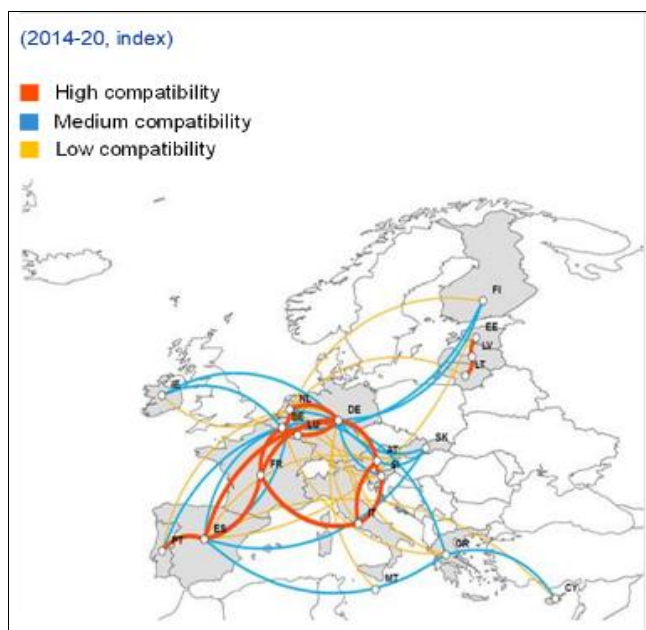 (2014-20, index)
High compatibility
Medium compatibility
Low compatibility
FI
EE
LV
LT
IE
NL
BE
DE
LU
SK
AT
SI
FR
IT
ES
PT
GR
MT
CY